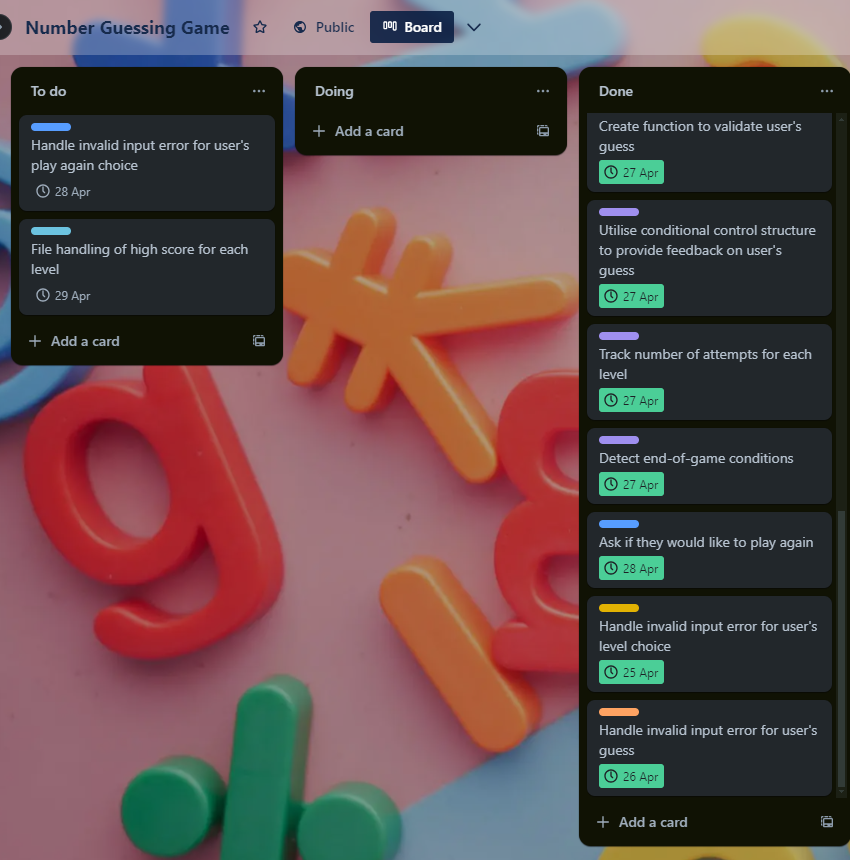 Number Guessing Game
Public
Board
To do
Handle invalid input error for user's
play again choice
28 Apr
File handling of high score for each
level
29 Apr
Add a card
Doing
Add a card
Done
Create function to validate user's
guess
27 Apr
Utilise conditional control structure
to provide feedback on user's
guess
27 Apr
Track number of attempts for each
level
27 Apr
Detect end-of-game conditions
27 Apr
Ask if they would like to play again
28 Apr
Handle invalid input error for user's
level choice
25 Apr
Handle invalid input error for user's
guess
26 Apr
Add a card